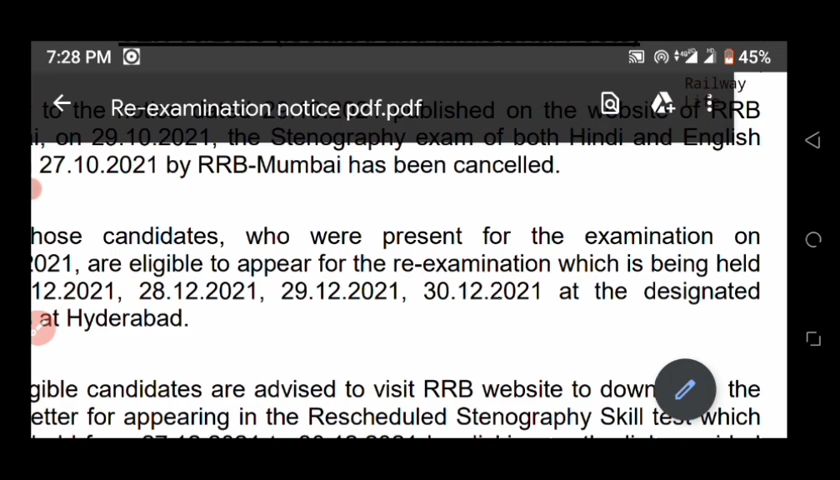 7:28 PM 45%
Railway
Re-examination notice pdf.pdf
to the published on the website of RRB
on 29.10.2021, the Stenography exam of both Hindi and English
27.10.2021 by RRB-Mumbai has been cancelled.
hose candidates, who were present for the examination on
2021, are eligible to appear for the re-examination which is being held
12.2021, 28.12.2021, 29.12.2021, 30.12.2021 at the designated
at Hyderabad.
gible candidates are advised to visit RRB website to down the
etter for appearing in the Rescheduled Stenography Skill test which